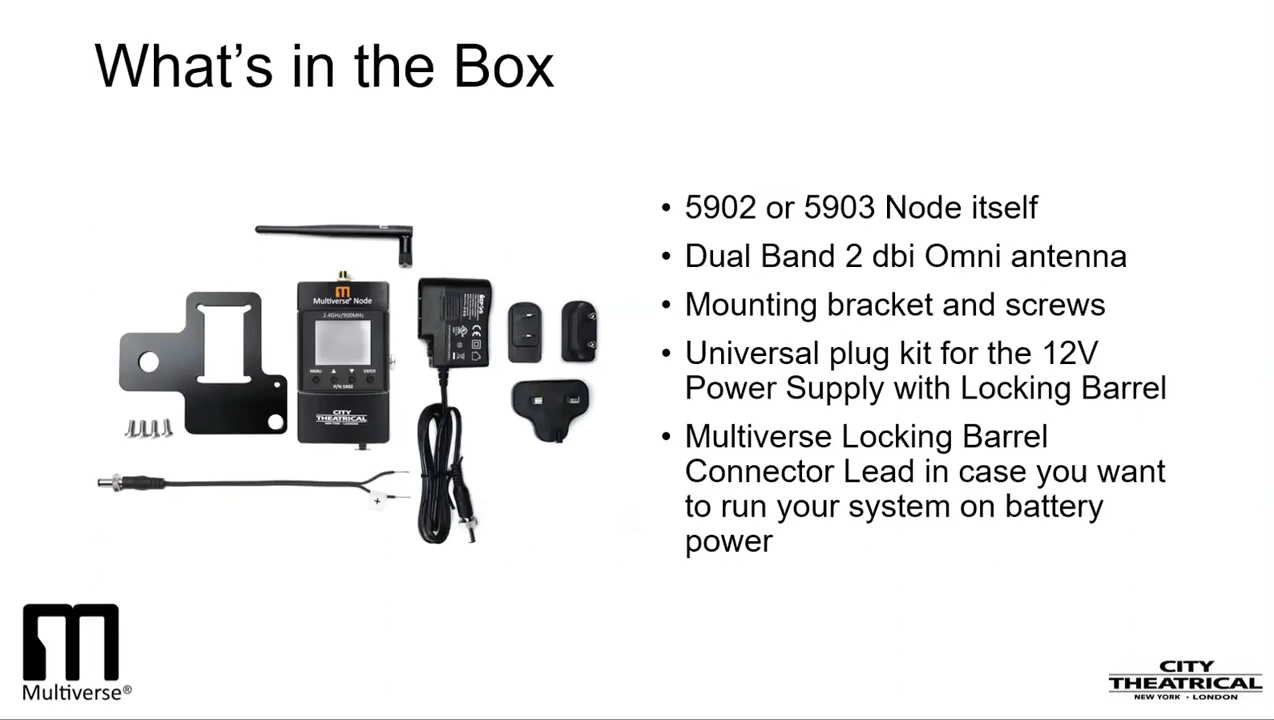 What's in the Box
• 5902 or 5903 Node itself
• Dual Band 2 dbi Omni antenna
• Mounting bracket and screws
• Universal plug kit for the 12V
Power Supply with Locking Barrel
• Multiverse Locking Barrel
Connector Lead in case you want
to run your system on battery
power
Multiverse® Node
2.4GHz/900MHz
MENU ▲ ▼ ENTER
P/N 5902
CITY
THEATRICAL
NEW YORK • LONDON
+
Multiverse®
CITY
THEATRICAL
NEW YORK • LONDON